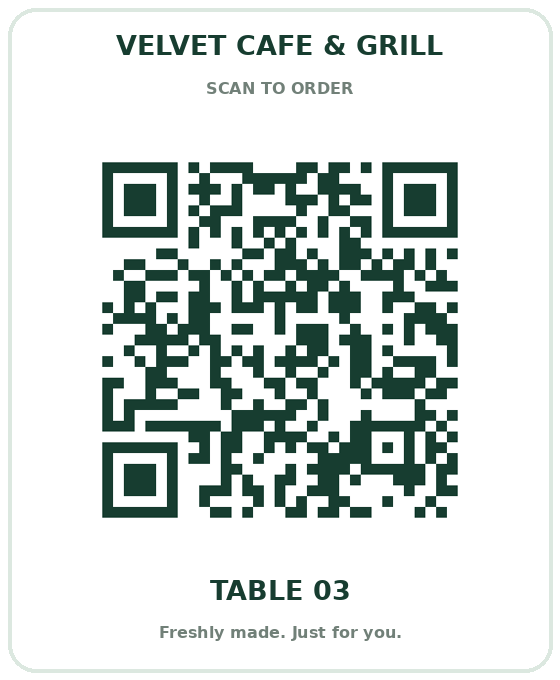 VELVET CAFE & GRILL
SCAN TO ORDER
TABLE 03
Freshly made. Just for you.